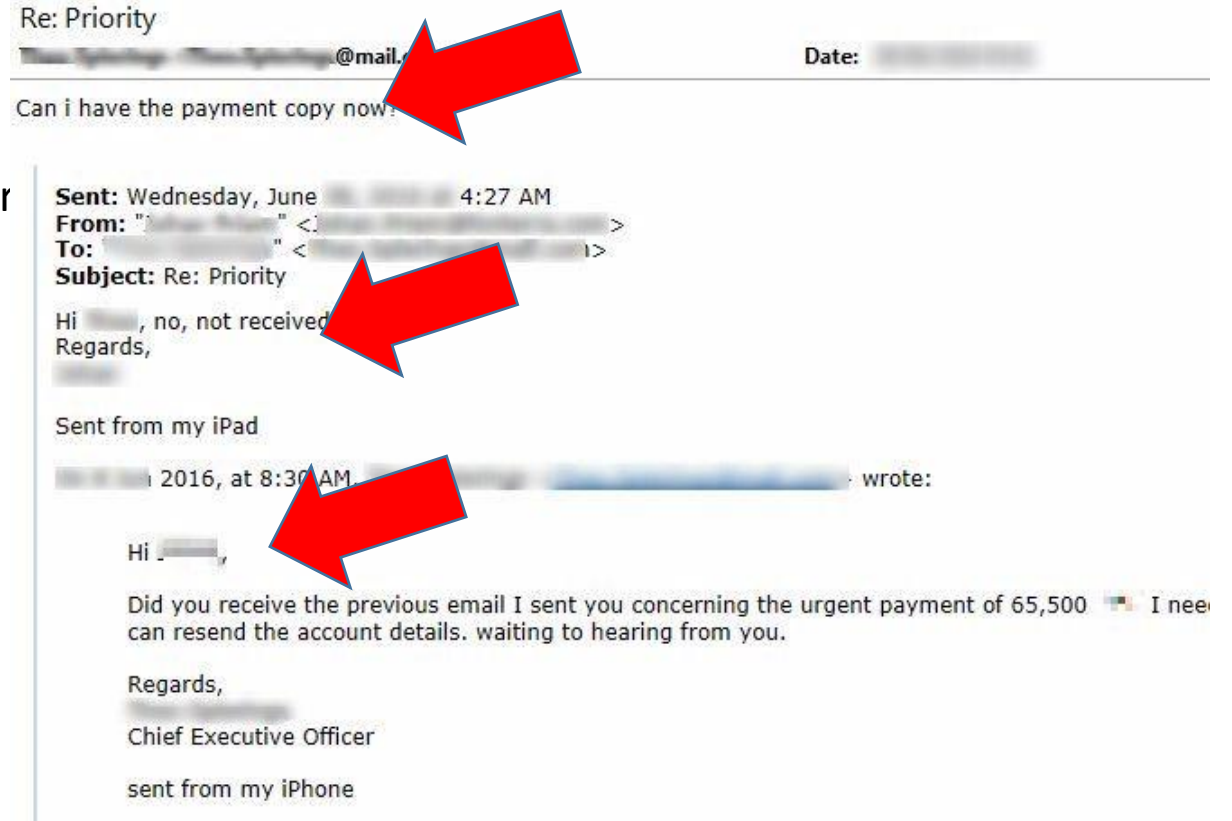 Re: Priority
@mail. Date:
Can i have the payment copy now?
r
Sent: Wednesday, June 4:27 AM
From: " " < >
To: " " < >
Subject: Re: Priority
Hi , no, not received
Regards,
Sent from my iPad
2016, at 8:30 AM, wrote:
Hi ,
Did you receive the previous email I sent you concerning the urgent payment of 65,500 I nee
can resend the account details. waiting to hearing from you.
Regards,
Chief Executive Officer
sent from my iPhone